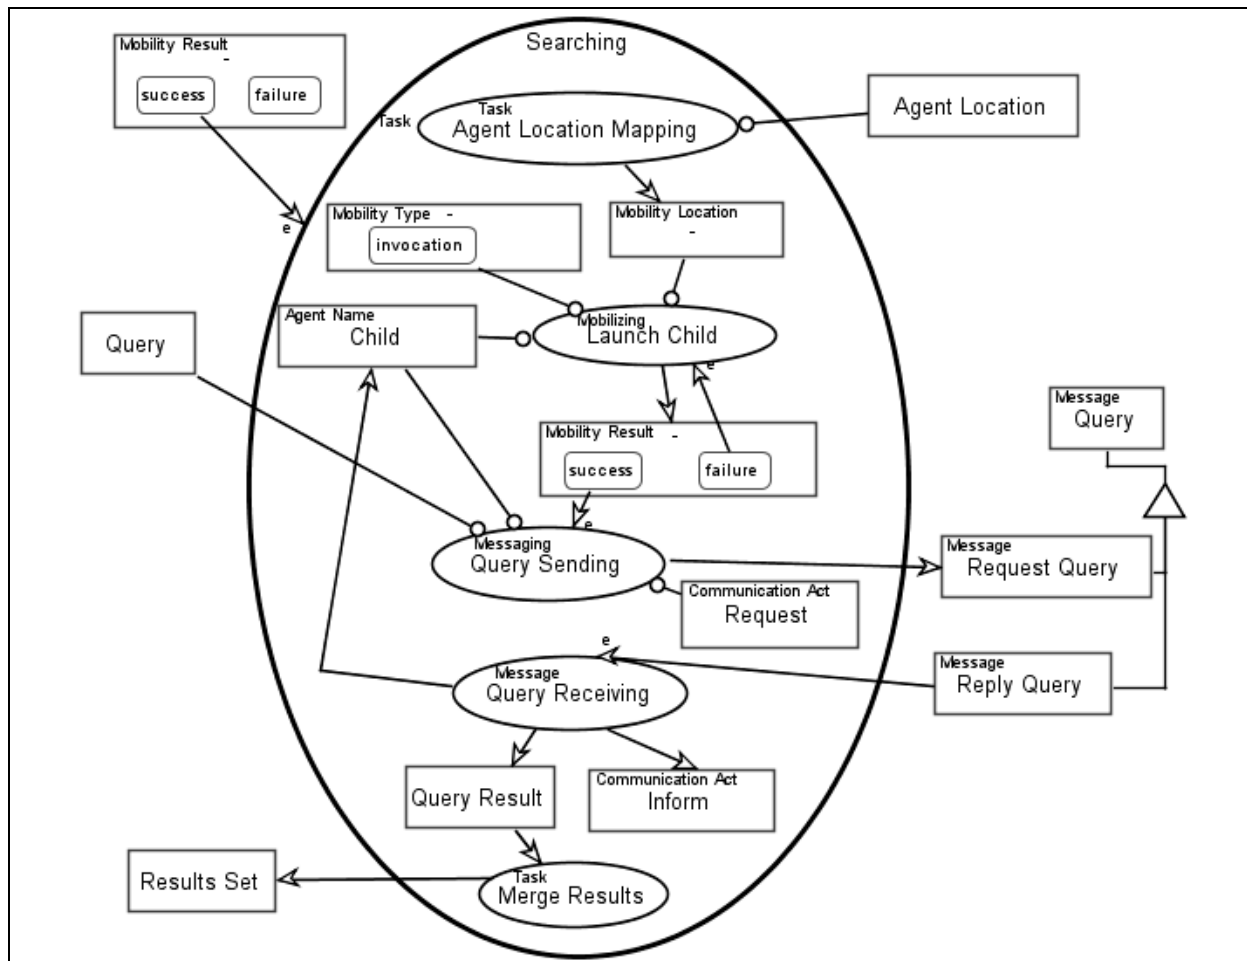 Searching
Mobility Result
-
success
failure
Task
Task
Agent Location Mapping
Agent Location
e
Mobility Type -
invocation
Mobility Location
-
Agent Name
Child
Mobilizing
Launch Child
Query
e
Mobility Result -
success
failure
Message
Query
e
Messaging
Query Sending
Message
Request Query
Communication Act
Request
e
Message
Query Receiving
Message
Reply Query
Query Result
Communication Act
Inform
Results Set
Task
Merge Results